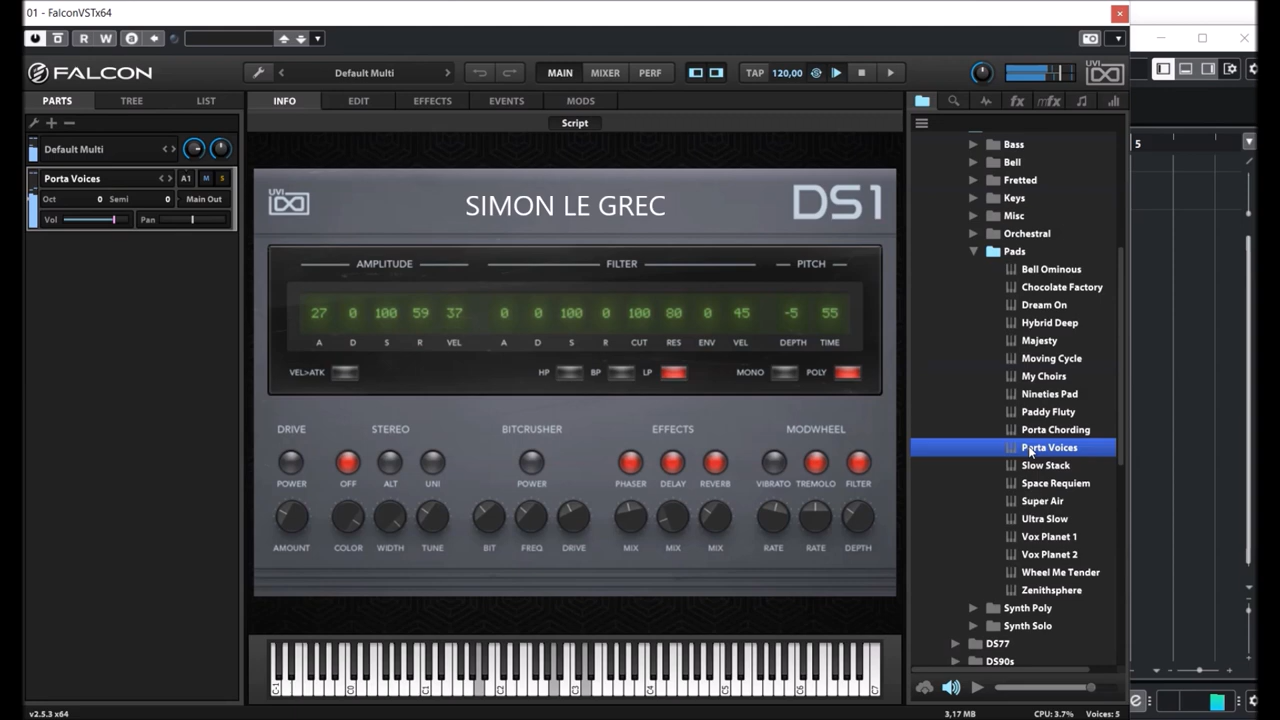 01 - FalconVSTx64
R W a
FALCON
Default Multi
MAIN MIXER PERF
TAP 120,00
UVI
PARTS TREE LIST
INFO EDIT EFFECTS EVENTS MODS
fx mfx
Script
5
Default Multi
Porta Voices A1 M S
Oct 0 Semi 0 Main Out
Vol Pan
UVI
SIMON LE GREC
DS1
AMPLITUDE FILTER PITCH
27 0 100 59 37 0 0 100 0 100 80 0 45 -5 55
A D S R VEL A D S R CUT RES ENV VEL DEPTH TIME
VEL>ATK HP BP LP MONO POLY
DRIVE STEREO BITCRUSHER EFFECTS MODWHEEL
POWER OFF ALT UNI POWER PHASER DELAY REVERB VIBRATO TREMOLO FILTER
AMOUNT COLOR WIDTH TUNE BIT FREQ DRIVE MIX MIX MIX RATE RATE DEPTH
Bass
Bell
Fretted
Keys
Misc
Orchestral
Pads
Bell Ominous
Chocolate Factory
Dream On
Hybrid Deep
Majesty
Moving Cycle
My Choirs
Nineties Pad
Paddy Fluty
Porta Chording
Porta Voices
Slow Stack
Space Requiem
Super Air
Ultra Slow
Vox Planet 1
Vox Planet 2
Wheel Me Tender
Zenithsphere
Synth Poly
Synth Solo
DS77
DS90s
v2.5.3 x64
3,17 MB CPU: 3.7% Voices: 5